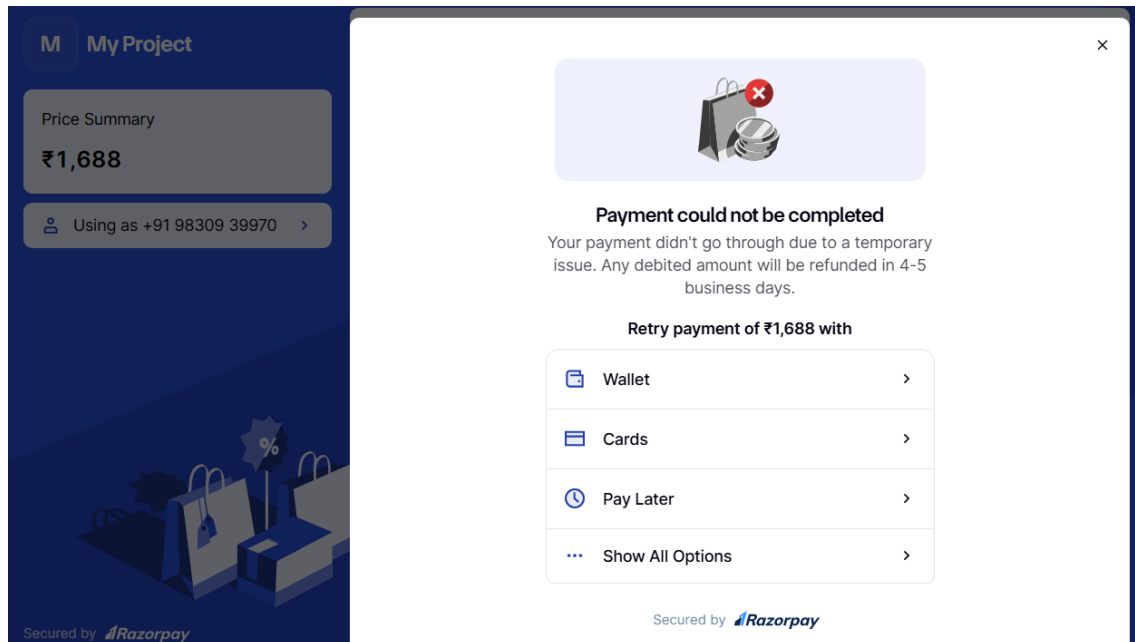 M My Project
Price Summary
₹1,688
Using as +91 98309 39970
%
Secured by Razorpay
Payment could not be completed
Your payment didn't go through due to a temporary
issue. Any debited amount will be refunded in 4-5
business days.
Retry payment of ₹1,688 with
Wallet
Cards
Pay Later
Show All Options
Secured by Razorpay